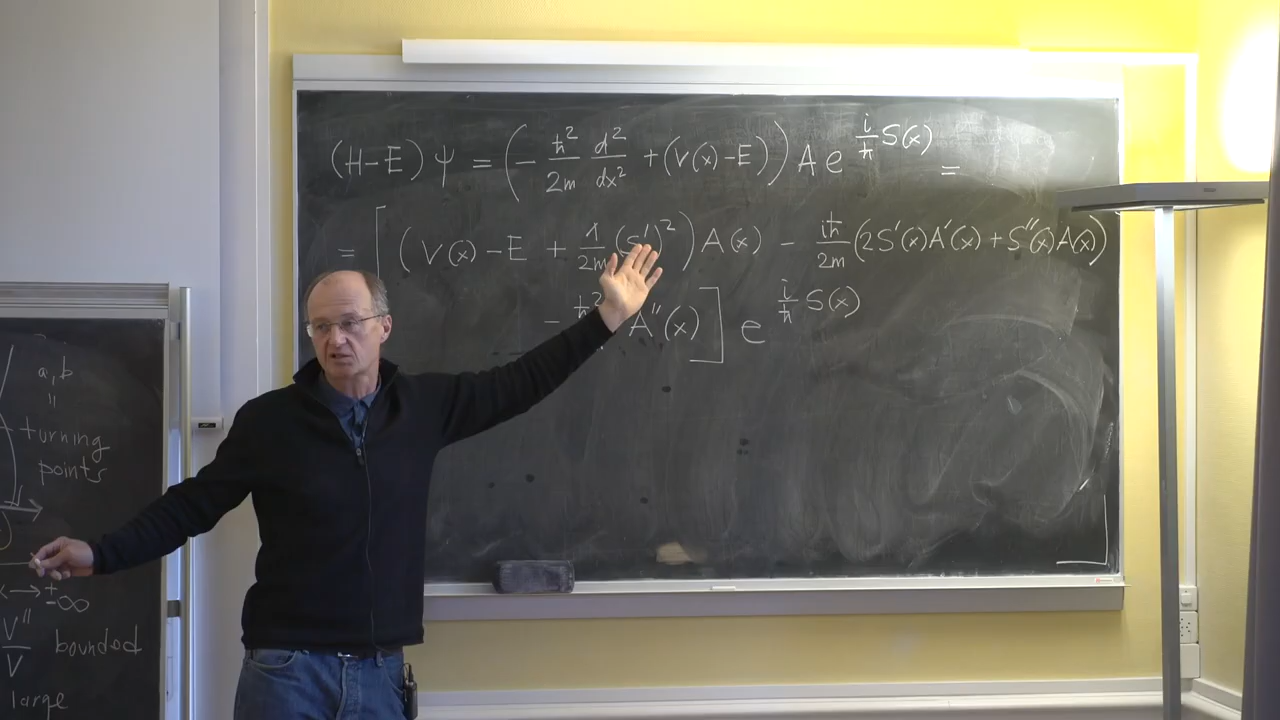 (H-E) ψ = (- ħ²/2m d²/dx² + (V(x)-E)) A e^{i/ħ S(x)} =
= [ (V(x)-E + 1/2m (S')²) A(x) - iħ/2m (2S'(x)A'(x) + S''(x)A(x))
- ħ² A''(x) ] e^{i/ħ S(x)}
a, b
"
turning
points
x → ±∞
V''/V bounded
large